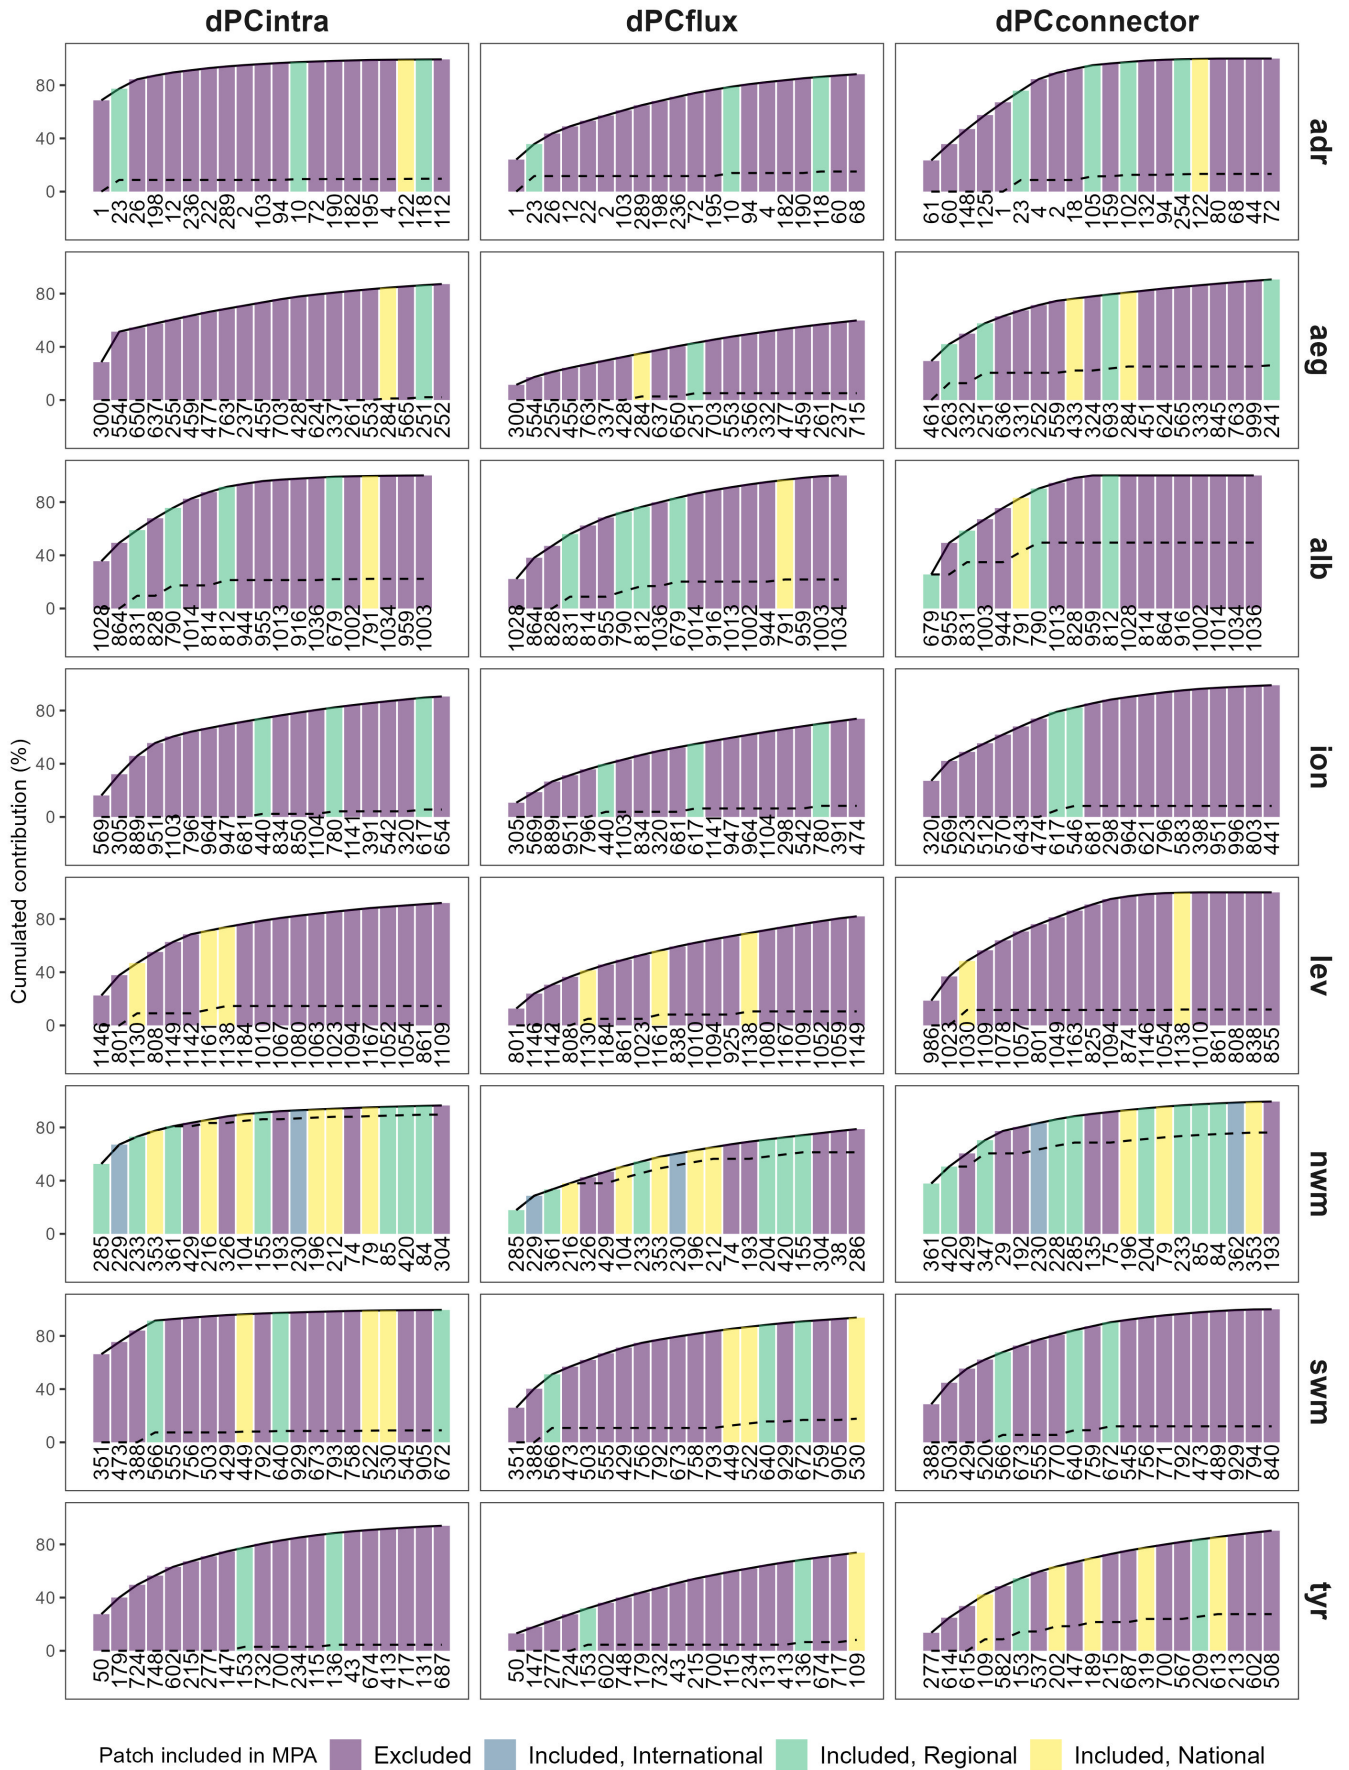 dPCintra dPCflux dPCconnector
80
40
0
1 23 26 198 12 236 22 289 2 103 94 10 72 190 182 195 4 122 118 112
1 23 26 12 22 2 103 289 198 236 72 195 10 94 4 182 190 118 60 68
61 60 148 125 1 23 4 2 18 105 159 102 132 94 254 122 80 68 44 72
adr
80
40
0
300 554 650 637 255 459 477 763 237 455 703 428 624 337 261 553 284 565 251 252
300 554 255 455 763 337 428 284 637 650 251 703 553 356 332 477 459 261 237 715
461 263 332 251 636 331 252 559 433 324 693 284 451 624 565 333 845 763 999 241
aeg
80
40
0
1028 864 831 828 790 1014 814 812 944 955 1013 916 1036 679 1002 791 1034 959 1003
1028 864 828 831 814 955 790 812 1036 679 1014 916 1013 1002 944 791 959 1003 1034
679 955 831 1003 944 791 790 1013 828 959 812 1028 814 864 916 1002 1014 1034 1036
alb
Cumulated contribution (%)
80
40
0
569 305 889 951 1103 796 964 947 681 440 834 850 1104 780 1141 391 542 320 617 654
305 569 889 951 796 440 1103 834 320 681 617 1141 947 964 1104 298 542 780 391 474
320 569 523 512 570 643 474 617 546 681 298 964 621 796 583 398 951 996 803 441
ion
80
40
0
1146 801 1130 808 1149 1142 1161 1138 1184 1010 1067 1080 1063 1023 1094 1167 1052 1054 861 1109
801 1146 1142 808 1130 1184 861 1023 1161 838 1010 1094 925 1138 1080 1167 1109 1052 1059 1149
986 1023 1030 1109 1078 1057 801 1049 1163 825 1094 874 1146 1054 1138 1010 861 808 838 855
lev
80
40
0
285 229 233 353 361 429 216 326 104 155 193 230 196 212 74 79 85 420 84 304
285 229 361 216 326 429 104 233 353 230 196 212 74 193 204 420 155 304 38 286
361 420 429 347 29 192 230 228 285 135 75 196 204 79 233 85 84 362 353 193
nwm
80
40
0
351 473 388 566 555 756 503 429 449 792 640 929 673 793 758 522 530 545 905 672
351 388 566 473 503 555 429 756 792 673 758 793 449 522 640 929 672 759 905 530
388 503 429 520 566 673 555 770 640 759 672 545 756 771 792 473 489 929 794 840
swm
80
40
0
50 179 724 748 602 215 277 147 153 732 700 234 115 136 43 674 413 717 131 687
50 147 277 724 153 602 748 179 732 43 215 700 115 234 131 413 136 674 717 109
277 614 615 109 582 153 537 202 147 189 215 687 319 700 567 209 613 213 602 508
tyr
Patch included in MPA Excluded Included, International Included, Regional Included, National